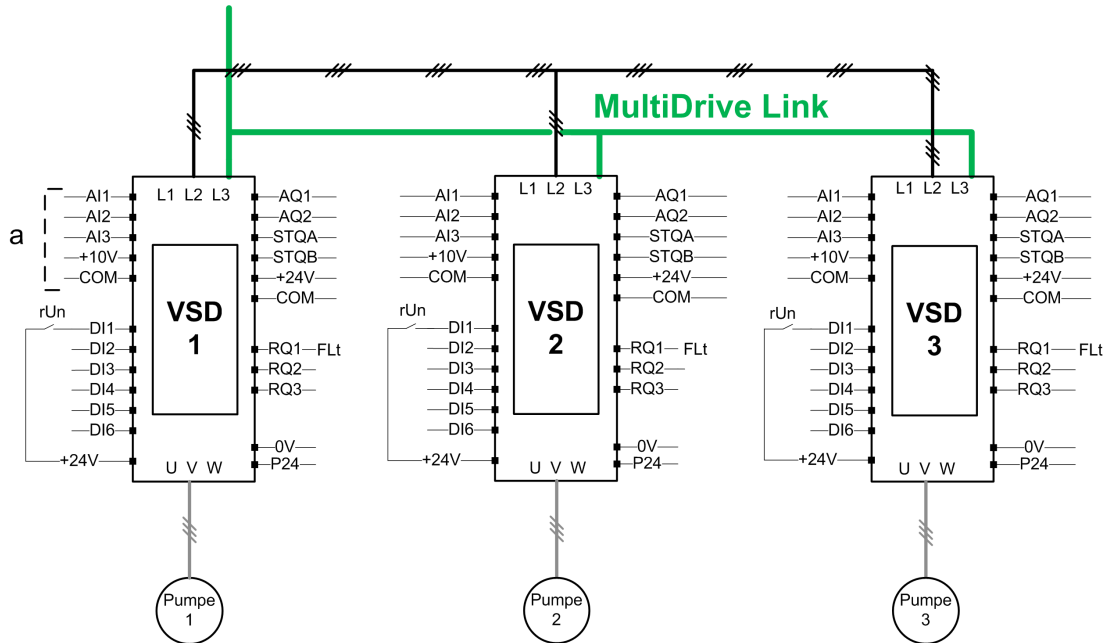 MultiDrive Link
a
AI1
AI2
AI3
+10V
COM
rUn
DI1
DI2
DI3
DI4
DI5
DI6
+24V
L1 L2 L3
VSD
1
U V W
AQ1
AQ2
STQA
STQB
+24V
COM
RQ1 FLt
RQ2
RQ3
0V
P24
Pumpe
1
AI1
AI2
AI3
+10V
COM
rUn
DI1
DI2
DI3
DI4
DI5
DI6
+24V
L1 L2 L3
VSD
2
U V W
AQ1
AQ2
STQA
STQB
+24V
COM
RQ1 FLt
RQ2
RQ3
0V
P24
Pumpe
2
AI1
AI2
AI3
+10V
COM
rUn
DI1
DI2
DI3
DI4
DI5
DI6
+24V
L1 L2 L3
VSD
3
U V W
AQ1
AQ2
STQA
STQB
+24V
COM
RQ1 FLt
RQ2
RQ3
0V
P24
Pumpe
3